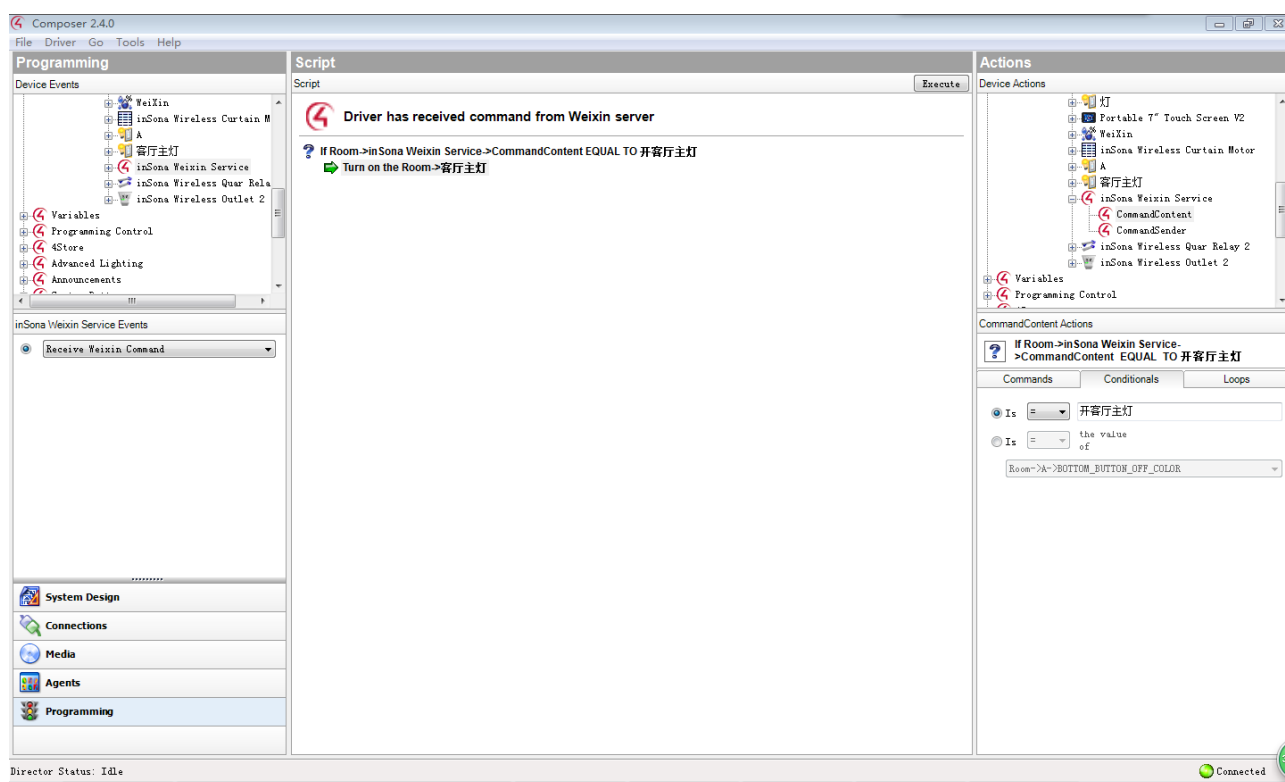 Composer 2.4.0
File Driver Go Tools Help
Programming
Device Events
WeiXin
inSona Wireless Curtain M
A
客厅主灯
inSona Weixin Service
inSona Wireless Quar Rela
inSona Wireless Outlet 2
Variables
Programming Control
4Store
Advanced Lighting
Announcements
inSona Weixin Service Events
Receive Weixin Command
System Design
Connections
Media
Agents
Programming
Script
Script
Execute
Driver has received command from Weixin server
If Room->inSona Weixin Service->CommandContent EQUAL TO 开客厅主灯
Turn on the Room->客厅主灯
Actions
Device Actions
灯
Portable 7" Touch Screen V2
WeiXin
inSona Wireless Curtain Motor
A
客厅主灯
inSona Weixin Service
CommandContent
CommandSender
inSona Wireless Quar Relay 2
inSona Wireless Outlet 2
Variables
Programming Control
CommandContent Actions
If Room->inSona Weixin Service-
>CommandContent EQUAL TO 开客厅主灯
Commands Conditionals Loops
Is = 开客厅主灯
Is = the value
of
Room->A->BOTTOM_BUTTON_OFF_COLOR
Director Status: Idle
Connected